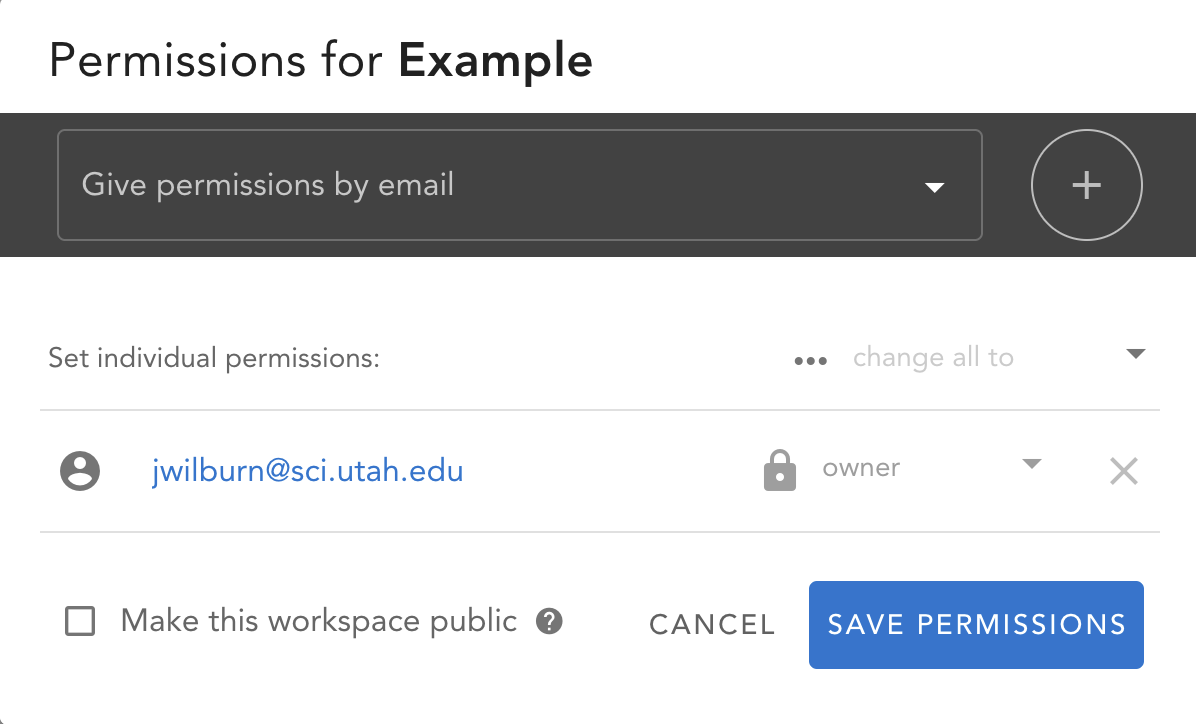 Permissions for Example
Give permissions by email
Set individual permissions: ... change all to
jwilburn@sci.utah.edu owner
Make this workspace public ? CANCEL SAVE PERMISSIONS